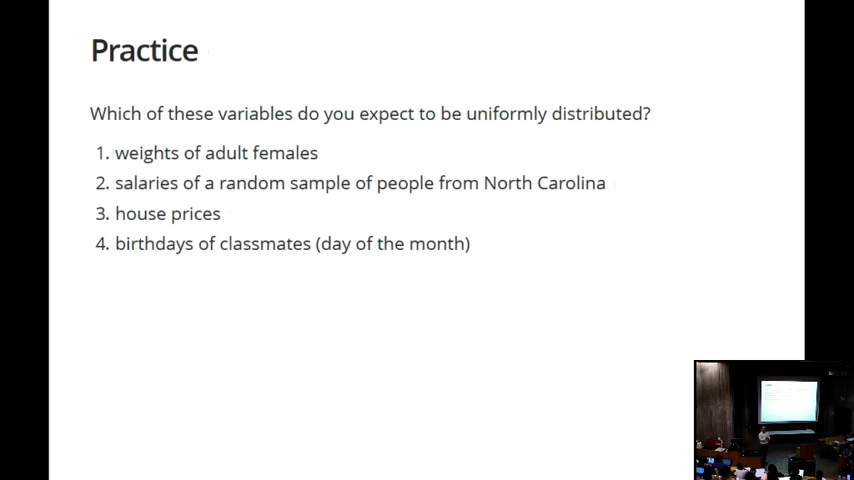 Practice
Which of these variables do you expect to be uniformly distributed?
1. weights of adult females
2. salaries of a random sample of people from North Carolina
3. house prices
4. birthdays of classmates (day of the month)